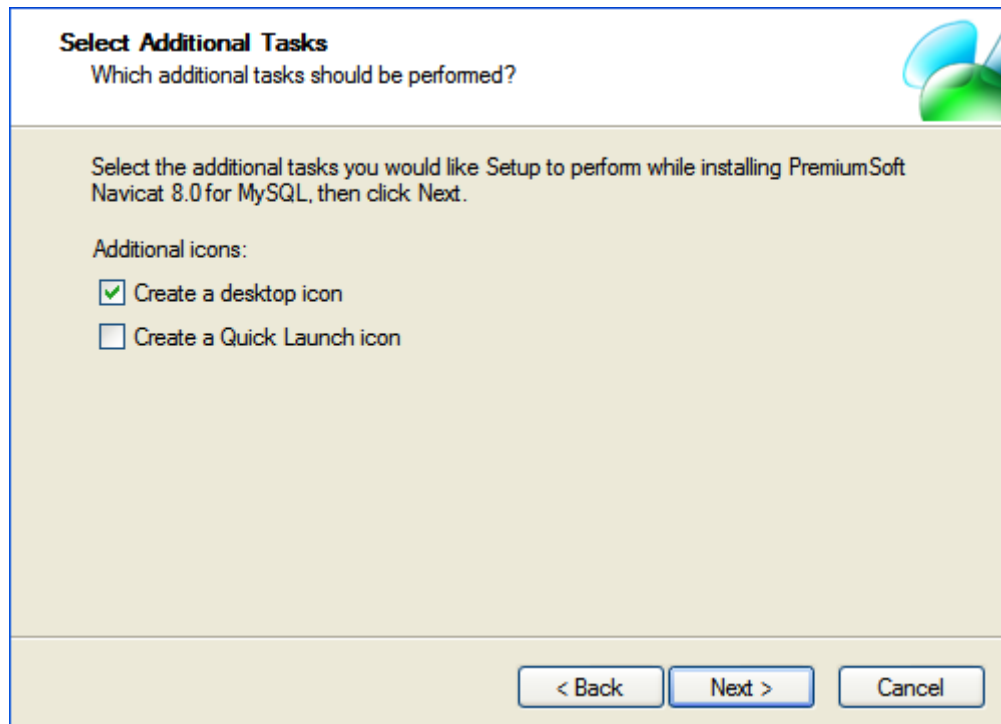 Select Additional Tasks
Which additional tasks should be performed?
Select the additional tasks you would like Setup to perform while installing PremiumSoft
Navicat 8.0 for MySQL, then click Next.
Additional icons:
Create a desktop icon
Create a Quick Launch icon
< Back Next > Cancel